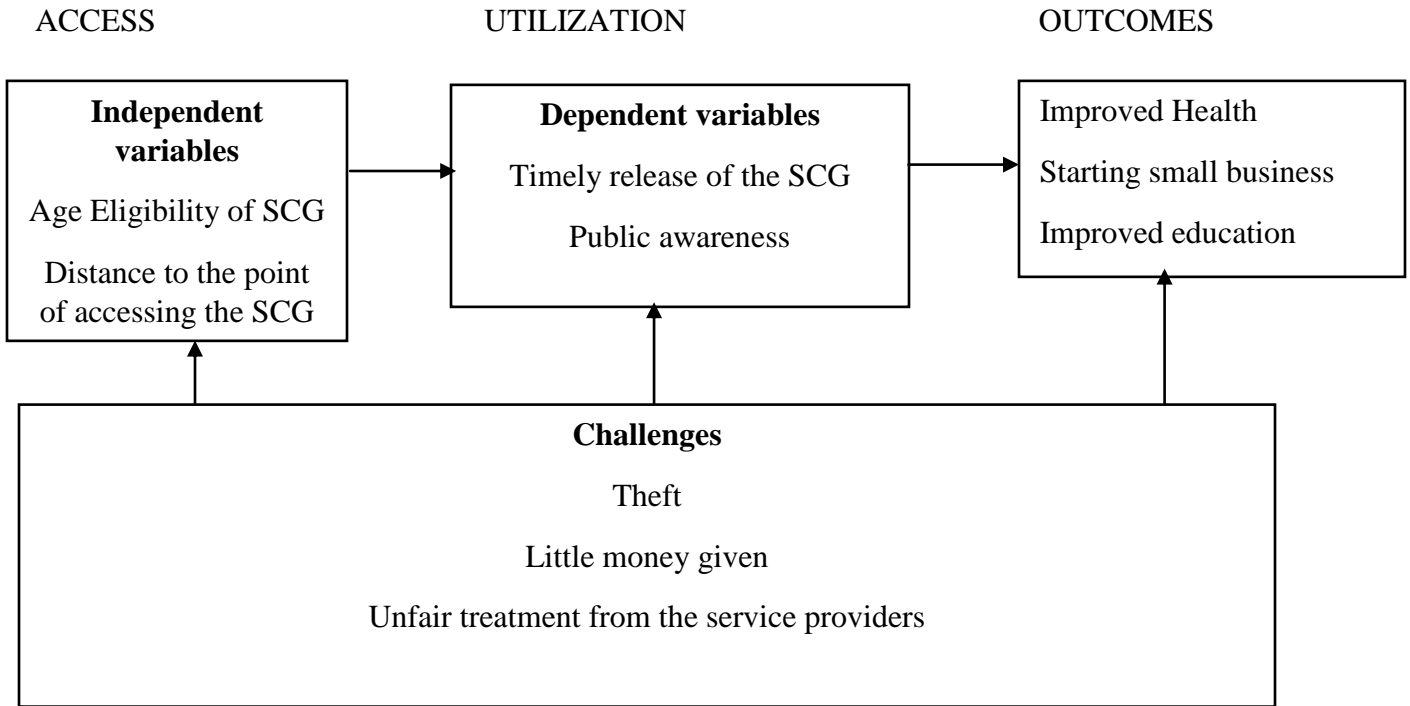 ACCESS
UTILIZATION
OUTCOMES
Independent
variables
Age Eligibility of SCG
Distance to the point
of accessing the SCG
Dependent variables
Timely release of the SCG
Public awareness
Improved Health
Starting small business
Improved education
Challenges
Theft
Little money given
Unfair treatment from the service providers